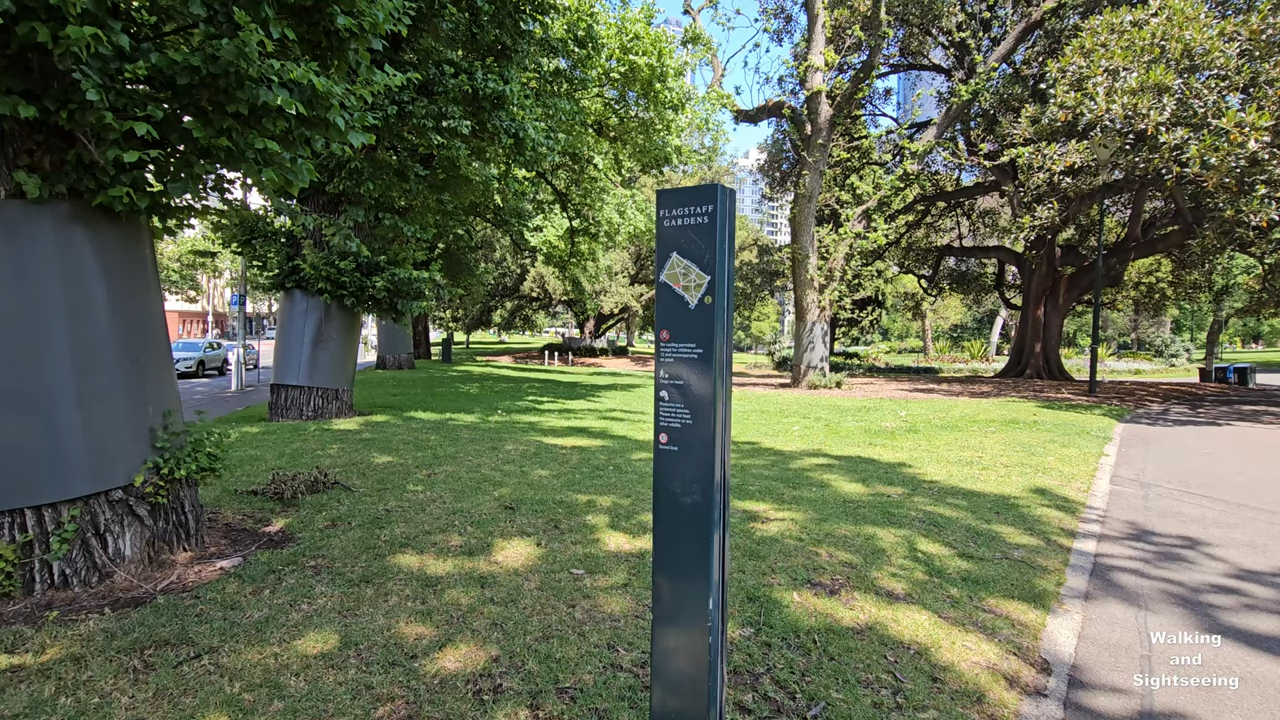 FLAGSTAFF
GARDENS
No cycling permitted
except for children under
12 and accompanying
an adult
Dogs on leash
Possums are a
protected species.
Please do not feed
the possums or any
other wildlife
10
Speed limit
P
P
Walking
and
Sightseeing